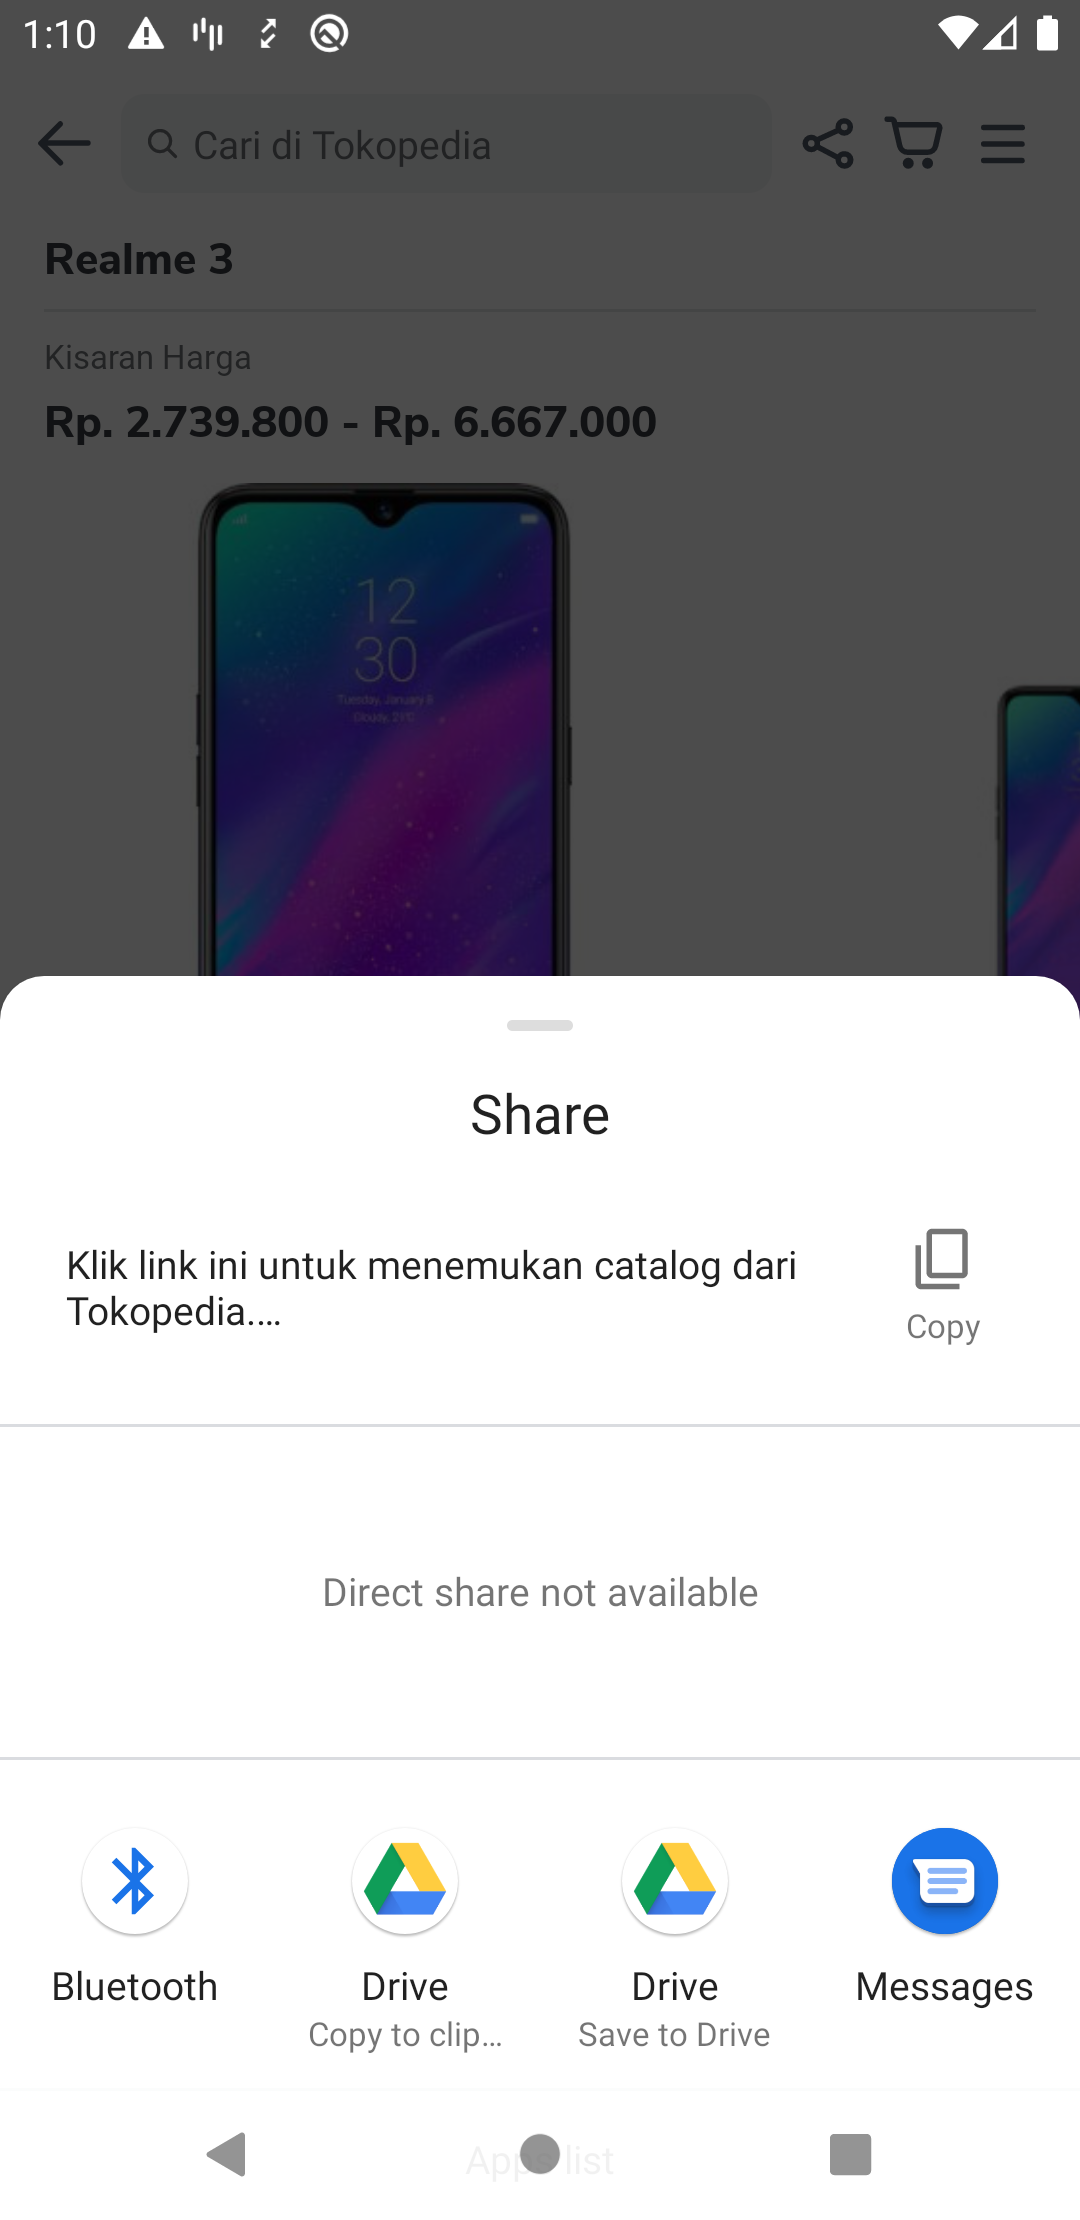 1:10
Cari di Tokopedia
Realme 3
Kisaran Harga
Rp. 2.739.800 - Rp. 6.667.000
12
30
Tuesday, January 8
Cloudy, 21°C
Share
Klik link ini untuk menemukan catalog dari
Tokopedia.…
Copy
Direct share not available
Bluetooth
Drive
Copy to clip…
Drive
Save to Drive
Messages
Apps list